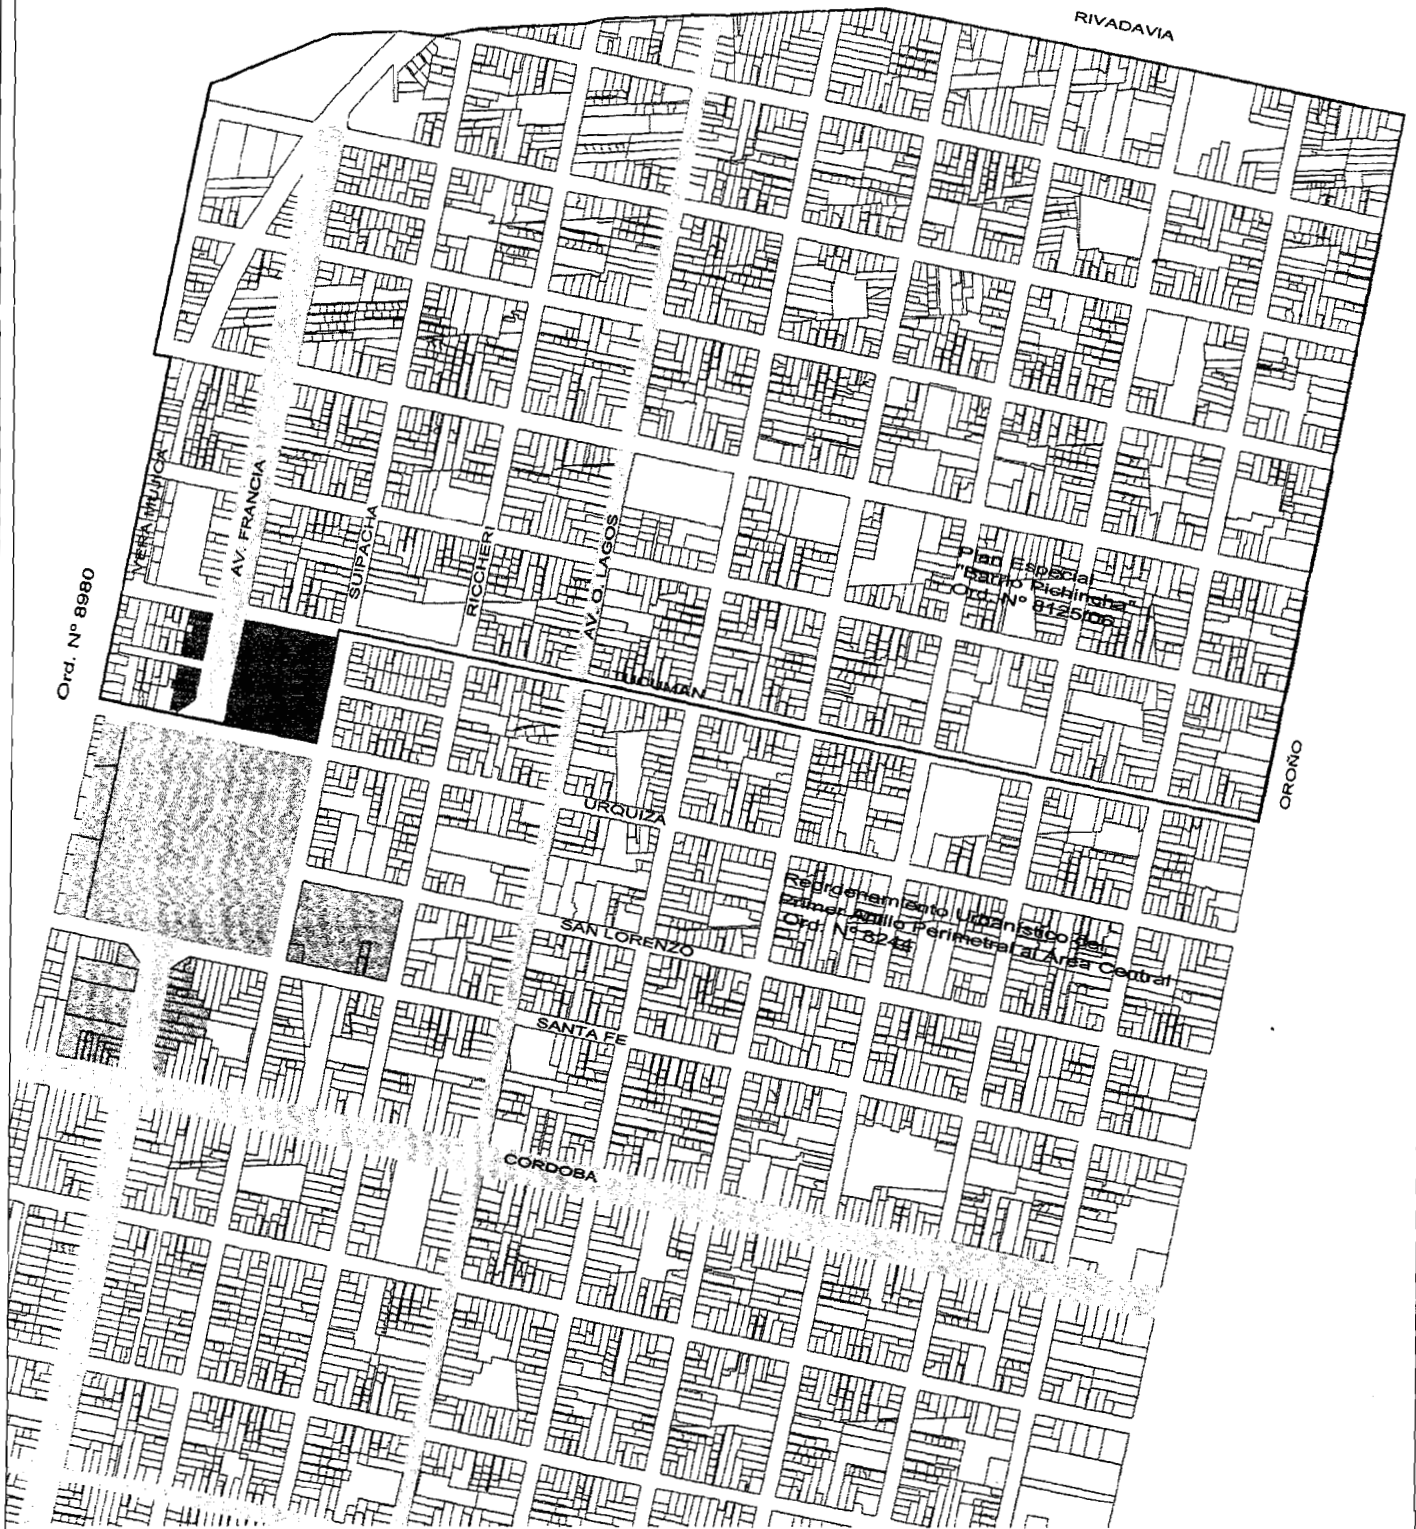 RIVADAVIA
VERA MUJICA
AV. FRANCIA
SUIPACHA
RICCHERI
AV. O. LAGOS
Ord. Nº 8980
Plan Especial
"Barrio Pichincha"
Ord. Nº 8125/06
TUCUMAN
OROÑO
URQUIZA
Reordenamiento Urbanístico del
Primer Anillo Perimetral al Area Central
Ord. Nº 8244
SAN LORENZO
SANTA FE
CORDOBA